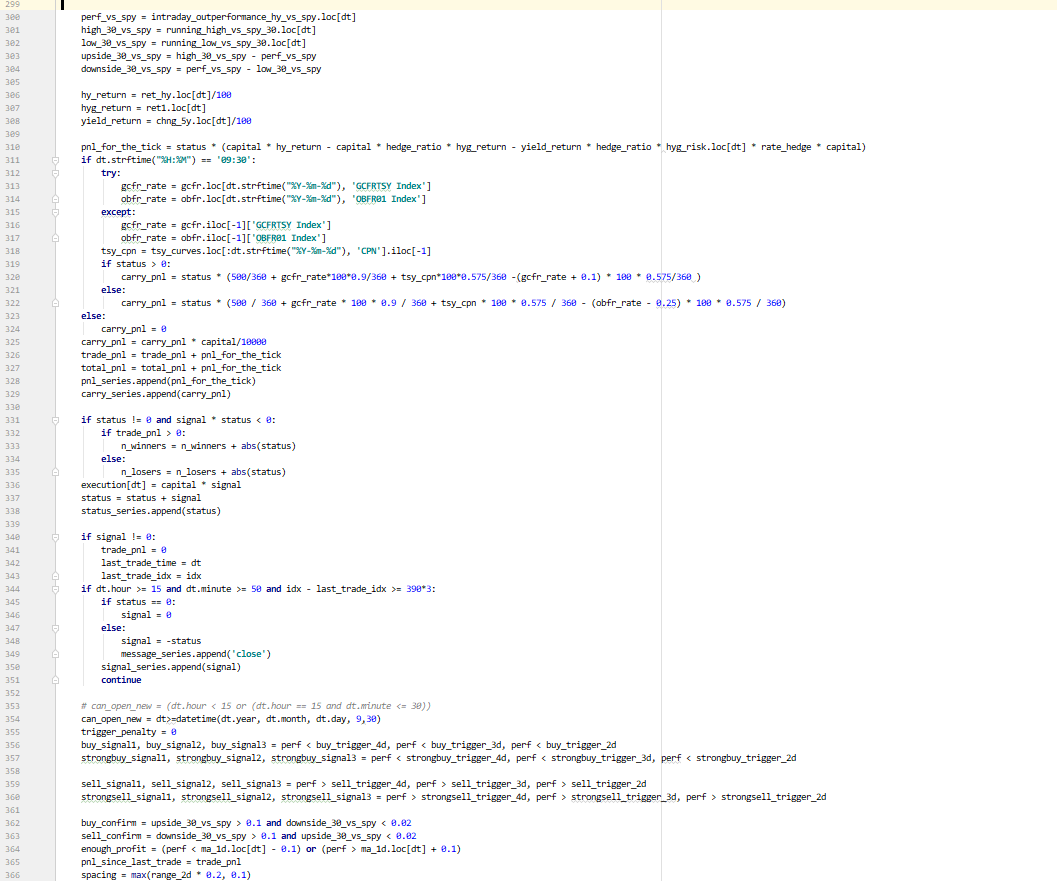 299
300 perf_vs_spy = intraday_outperformance_hy_vs_spy.loc[dt]
301 high_30_vs_spy = running_high_vs_spy_30.loc[dt]
302 low_30_vs_spy = running_low_vs_spy_30.loc[dt]
303 upside_30_vs_spy = high_30_vs_spy - perf_vs_spy
304 downside_30_vs_spy = perf_vs_spy - low_30_vs_spy
305
306 hy_return = ret_hy.loc[dt]/100
307 hyg_return = ret1.loc[dt]
308 yield_return = chng_5y.loc[dt]/100
309
310 pnl_for_the_tick = status * (capital * hy_return - capital * hedge_ratio * hyg_return - yield_return * hedge_ratio * hyg_risk.loc[dt] * rate_hedge * capital)
311 if dt.strftime("%H:%M") == '09:30':
312 try:
313 gcfr_rate = gcfr.loc[dt.strftime("%Y-%m-%d"), 'GCFRTSY Index']
314 obfr_rate = obfr.loc[dt.strftime("%Y-%m-%d"), 'OBFR01 Index']
315 except:
316 gcfr_rate = gcfr.iloc[-1]['GCFRTSY Index']
317 obfr_rate = obfr.iloc[-1]['OBFR01 Index']
318 tsy_cpn = tsy_curves.loc[:dt.strftime("%Y-%m-%d"), 'CPN'].iloc[-1]
319 if status > 0:
320 carry_pnl = status * (500/360 + gcfr_rate*100*0.9/360 + tsy_cpn*100*0.575/360 -(gcfr_rate + 0.1) * 100 * 0.575/360 )
321 else:
322 carry_pnl = status * (500 / 360 + gcfr_rate * 100 * 0.9 / 360 + tsy_cpn * 100 * 0.575 / 360 - (obfr_rate - 0.25) * 100 * 0.575 / 360)
323 else:
324 carry_pnl = 0
325 carry_pnl = carry_pnl * capital/10000
326 trade_pnl = trade_pnl + pnl_for_the_tick
327 total_pnl = total_pnl + pnl_for_the_tick
328 pnl_series.append(pnl_for_the_tick)
329 carry_series.append(carry_pnl)
330
331 if status != 0 and signal * status < 0:
332 if trade_pnl > 0:
333 n_winners = n_winners + abs(status)
334 else:
335 n_losers = n_losers + abs(status)
336 execution[dt] = capital * signal
337 status = status + signal
338 status_series.append(status)
339
340 if signal != 0:
341 trade_pnl = 0
342 last_trade_time = dt
343 last_trade_idx = idx
344 if dt.hour >= 15 and dt.minute >= 50 and idx - last_trade_idx >= 390*3:
345 if status == 0:
346 signal = 0
347 else:
348 signal = -status
349 message_series.append('close')
350 signal_series.append(signal)
351 continue
352
353 # can_open_new = (dt.hour < 15 or (dt.hour == 15 and dt.minute <= 30))
354 can_open_new = dt>=datetime(dt.year, dt.month, dt.day, 9,30)
355 trigger_penalty = 0
356 buy_signal1, buy_signal2, buy_signal3 = perf < buy_trigger_4d, perf < buy_trigger_3d, perf < buy_trigger_2d
357 strongbuy_signal1, strongbuy_signal2, strongbuy_signal3 = perf < strongbuy_trigger_4d, perf < strongbuy_trigger_3d, perf < strongbuy_trigger_2d
358
359 sell_signal1, sell_signal2, sell_signal3 = perf > sell_trigger_4d, perf > sell_trigger_3d, perf > sell_trigger_2d
360 strongsell_signal1, strongsell_signal2, strongsell_signal3 = perf > strongsell_trigger_4d, perf > strongsell_trigger_3d, perf > strongsell_trigger_2d
361
362 buy_confirm = upside_30_vs_spy > 0.1 and downside_30_vs_spy < 0.02
363 sell_confirm = downside_30_vs_spy > 0.1 and upside_30_vs_spy < 0.02
364 enough_profit = (perf < ma_1d.loc[dt] - 0.1) or (perf > ma_1d.loc[dt] + 0.1)
365 pnl_since_last_trade = trade_pnl
366 spacing = max(range_2d * 0.2, 0.1)